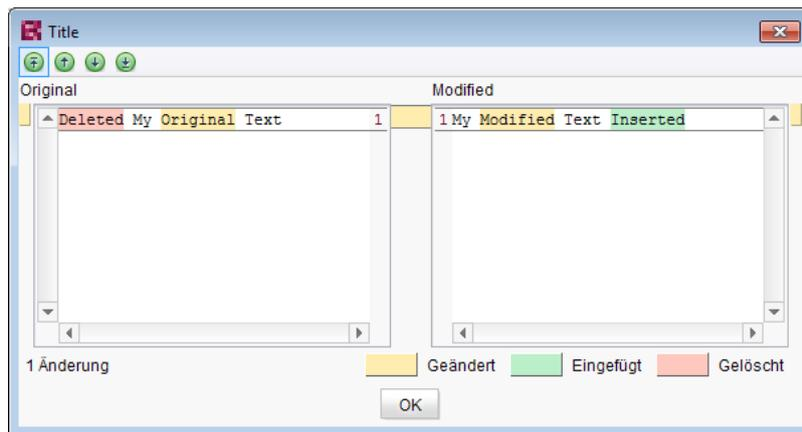 Title
Original
Modified
Deleted My Original Text 1
1 My Modified Text Inserted
1 Änderung
Geändert
Eingefügt
Gelöscht
OK